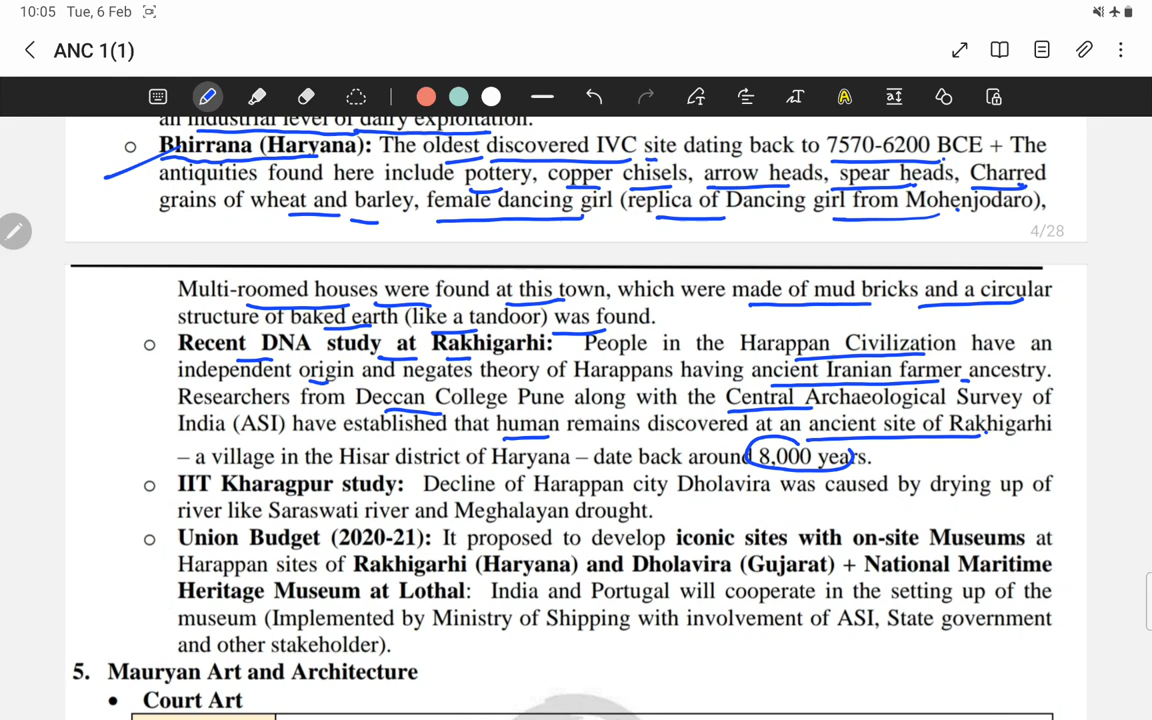 10:05 Tue, 6 Feb
ANC 1(1)
an industrial level of dairy exploitation.
o Bhirrana (Haryana): The oldest discovered IVC site dating back to 7570-6200 BCE + The
antiquities found here include pottery, copper chisels, arrow heads, spear heads, Charred
grains of wheat and barley, female dancing girl (replica of Dancing girl from Mohenjodaro),
4/28
Multi-roomed houses were found at this town, which were made of mud bricks and a circular
structure of baked earth (like a tandoor) was found.
o Recent DNA study at Rakhigarhi: People in the Harappan Civilization have an
independent origin and negates theory of Harappans having ancient Iranian farmer ancestry.
Researchers from Deccan College Pune along with the Central Archaeological Survey of
India (ASI) have established that human remains discovered at an ancient site of Rakhigarhi
– a village in the Hisar district of Haryana – date back around 8,000 years.
o IIT Kharagpur study: Decline of Harappan city Dholavira was caused by drying up of
river like Saraswati river and Meghalayan drought.
o Union Budget (2020-21): It proposed to develop iconic sites with on-site Museums at
Harappan sites of Rakhigarhi (Haryana) and Dholavira (Gujarat) + National Maritime
Heritage Museum at Lothal: India and Portugal will cooperate in the setting up of the
museum (Implemented by Ministry of Shipping with involvement of ASI, State government
and other stakeholder).
5. Mauryan Art and Architecture
• Court Art